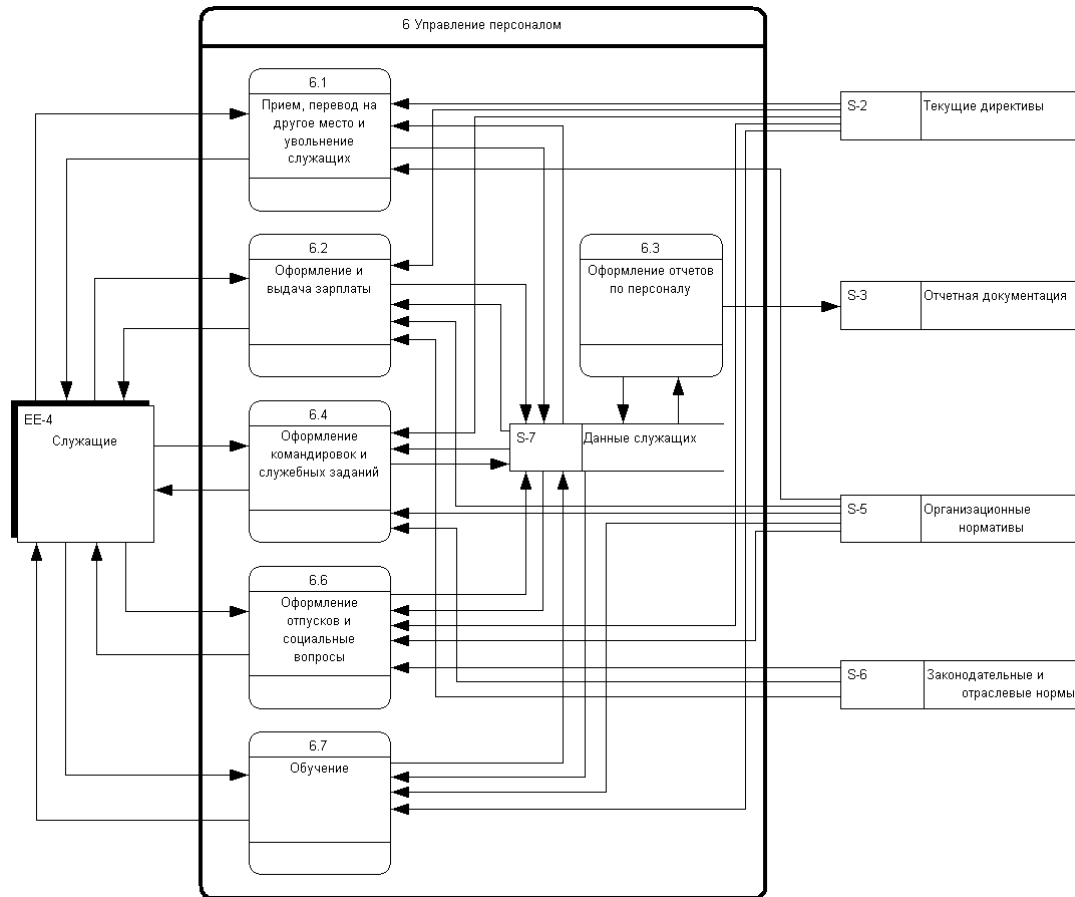 6 Управление персоналом
6.1
Прием, перевод на
другое место и
увольнение
служащих
S-2
Текущие директивы
6.2
Оформление и
выдача зарплаты
6.3
Оформление отчетов
по персоналу
S-3
Отчетная документация
EE-4
Служащие
6.4
Оформление
командировок и
служебных заданий
S-7
Данные служащих
S-5
Организационные
нормативы
6.6
Оформление
отпусков и
социальные
вопросы
S-6
Законодательные и
отраслевые нормы
6.7
Обучение